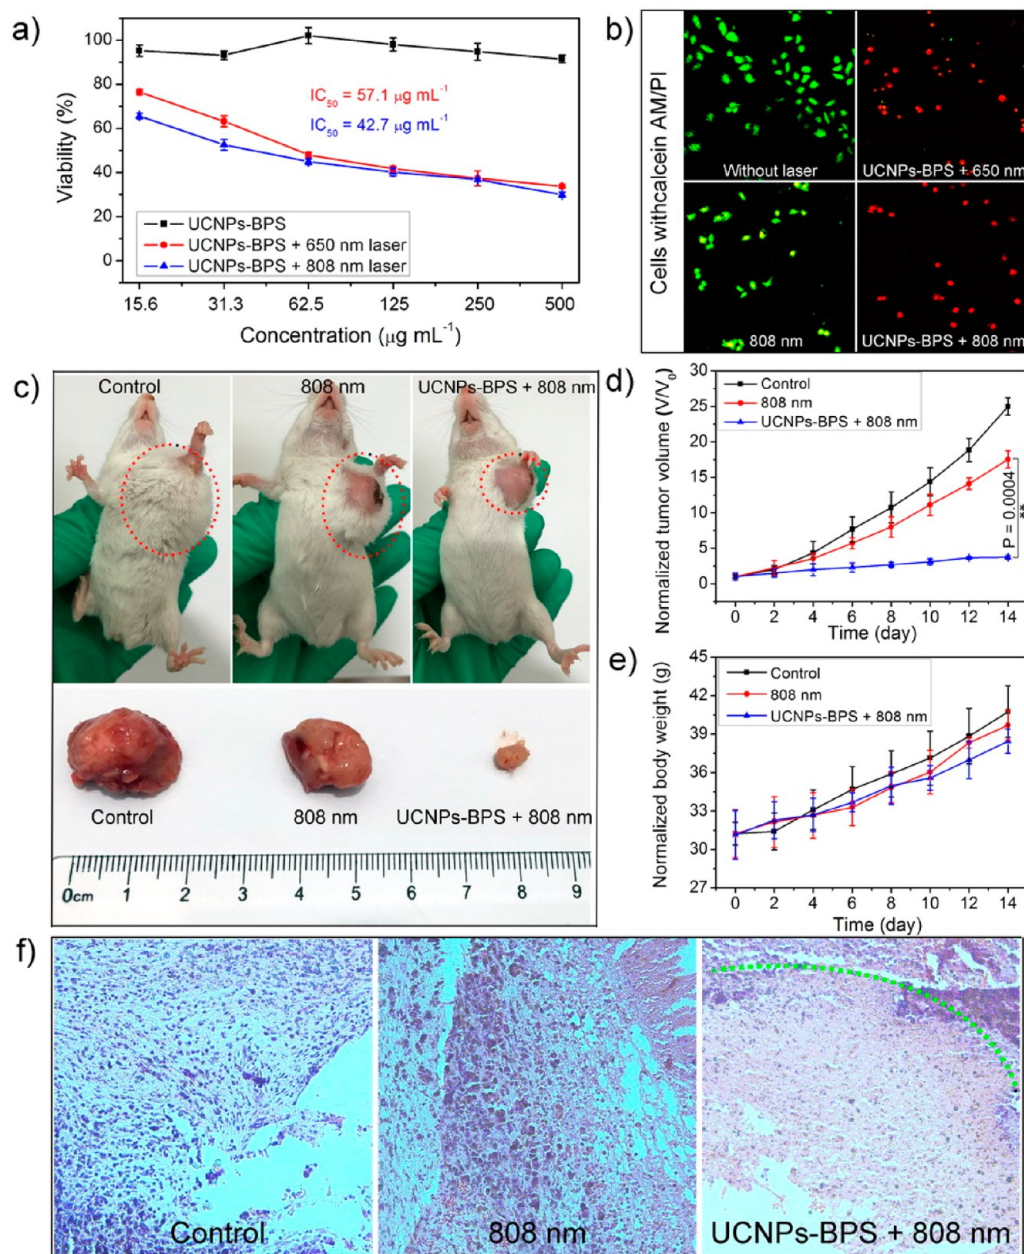 a)
Viability (%)
100
80
60
40
20
0
IC₅₀ = 57.1 μg mL⁻¹
IC₅₀ = 42.7 μg mL⁻¹
UCNPs-BPS
UCNPs-BPS + 650 nm laser
UCNPs-BPS + 808 nm laser
15.6 31.3 62.5 125 250 500
Concentration (μg mL⁻¹)
b)
Cells withcalcein AM/PI
Without laser
UCNPs-BPS + 650 nm
808 nm
UCNPs-BPS + 808 nm
c)
Control
808 nm
UCNPs-BPS + 808 nm
Control
808 nm
UCNPs-BPS + 808 nm
0cm 1 2 3 4 5 6 7 8 9
d)
Normalized tumor volume (V/V₀)
30
25
20
15
10
5
0
Control
808 nm
UCNPs-BPS + 808 nm
P = 0.0004
**
0 2 4 6 8 10 12 14
Time (day)
e)
Normalized body weight (g)
45
42
39
36
33
30
27
Control
808 nm
UCNPs-BPS + 808 nm
0 2 4 6 8 10 12 14
Time (day)
f)
Control
808 nm
UCNPs-BPS + 808 nm